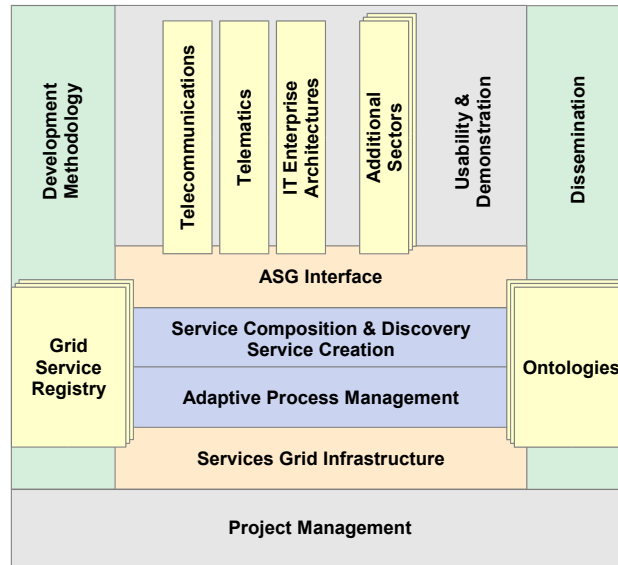 Development
Methodology
Telecommunications
Telematics
IT Enterprise
Architectures
Additional
Sectors
Usability &
Demonstration
Dissemination
ASG Interface
Grid
Service
Registry
Service Composition & Discovery
Service Creation
Adaptive Process Management
Ontologies
Services Grid Infrastructure
Project Management